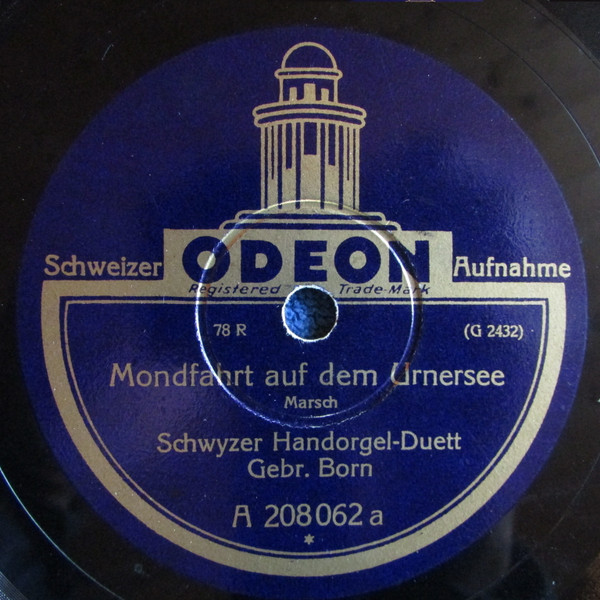 Schweizer ODEON Aufnahme
Registered Trade-Mark
78 R (G 2432)
Mondfahrt auf dem Urnersee
Marsch
Schwyzer Handorgel-Duett
Gebr. Born
A 208062 a
*